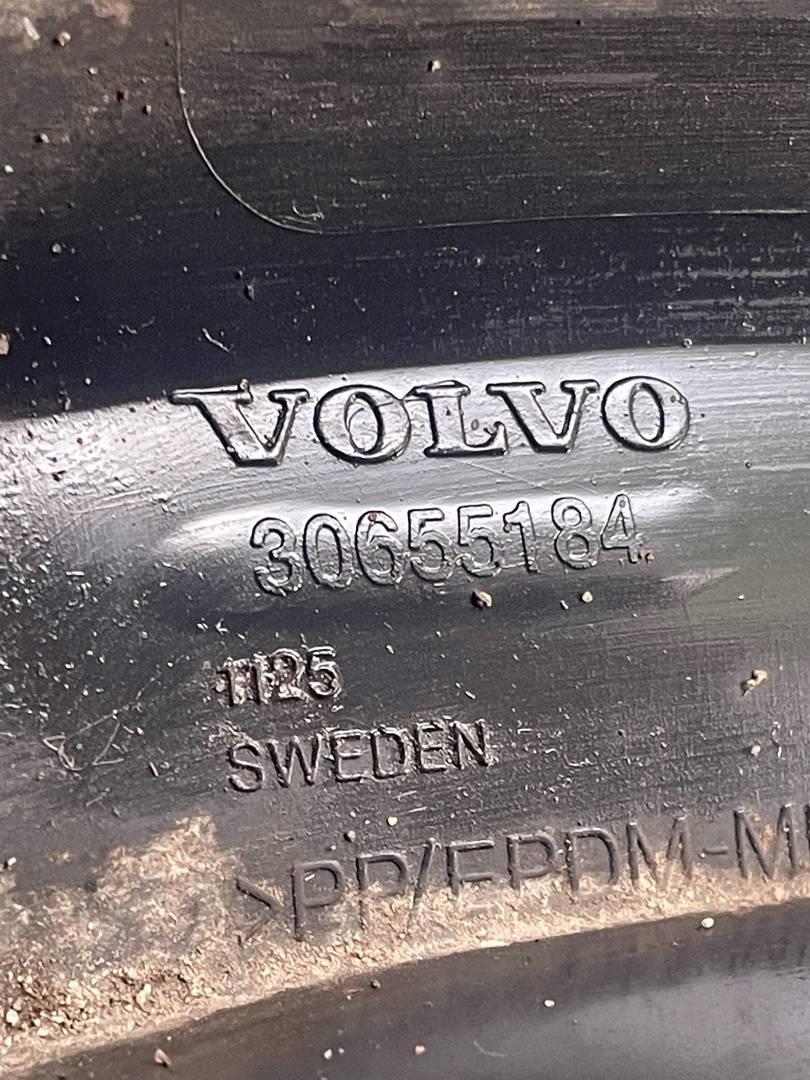 VOLVO
30655184
1125
SWEDEN
>PP/EPDM-M